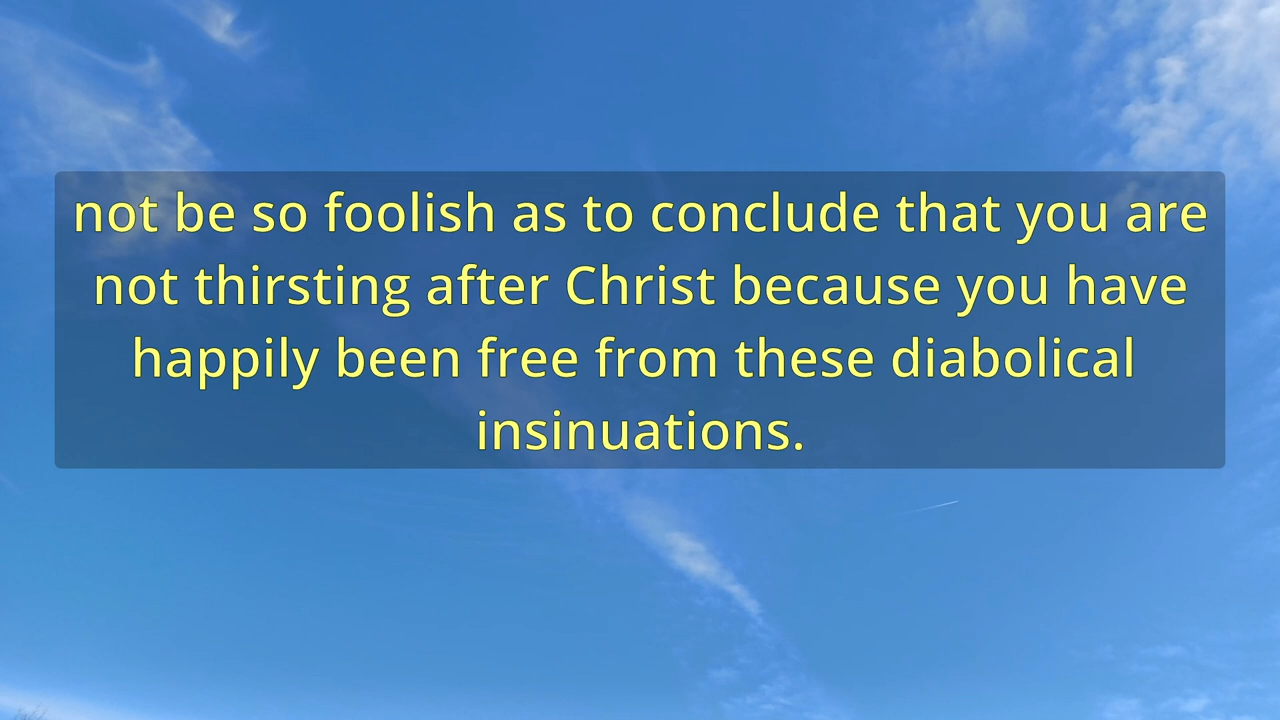 not be so foolish as to conclude that you are
not thirsting after Christ because you have
happily been free from these diabolical
insinuations.